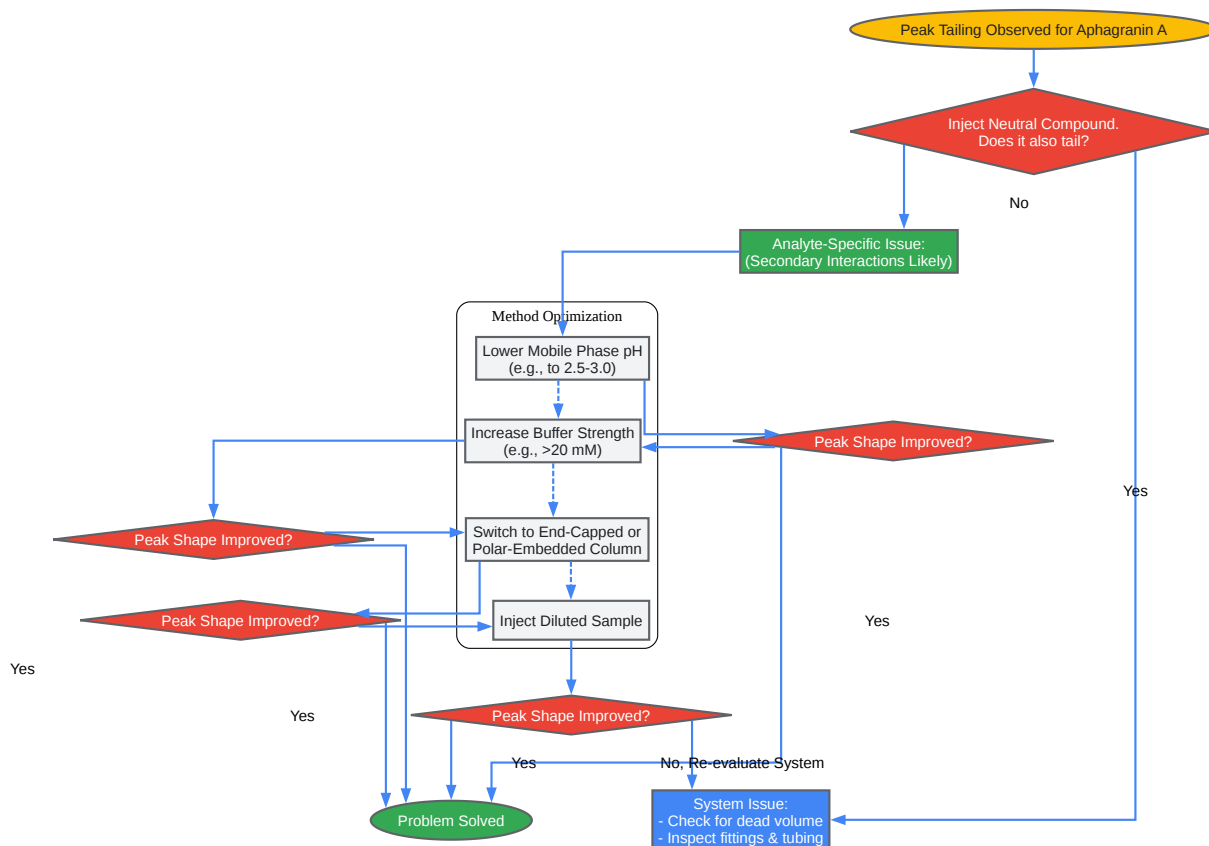 Peak Tailing Observed for Aphagranin A
Inject Neutral Compound.
Does it also tail?
No
Analyte-Specific Issue:
(Secondary Interactions Likely)
Method Optimization
Lower Mobile Phase pH
(e.g., to 2.5-3.0)
Increase Buffer Strength
(e.g., >20 mM)
Peak Shape Improved?
Yes
Switch to End-Capped or
Polar-Embedded Column
Peak Shape Improved?
Inject Diluted Sample
Peak Shape Improved?
Yes
Yes
Yes
Peak Shape Improved?
Yes
No, Re-evaluate System
Problem Solved
System Issue:
- Check for dead volume
- Inspect fittings & tubing